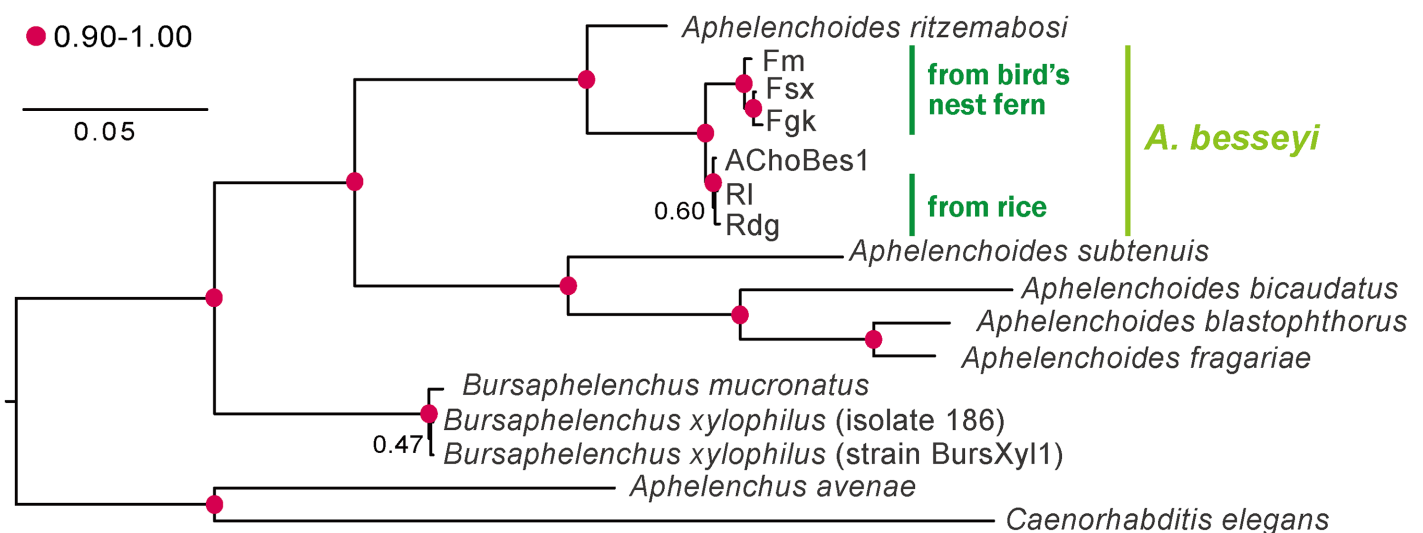 0.90-1.00
0.05
Aphelenchoides ritzemabosi
Fm
Fsx
Fgk
from bird's
nest fern
A. besseyi
AChoBes1
Rl
Rdg
0.60
from rice
Aphelenchoides subtenuis
Aphelenchoides bicaudatus
Aphelenchoides blastophthorus
Aphelenchoides fragariae
Bursaphelenchus mucronatus
Bursaphelenchus xylophilus (isolate 186)
0.47
Bursaphelenchus xylophilus (strain BursXyl1)
Aphelenchus avenae
Caenorhabditis elegans